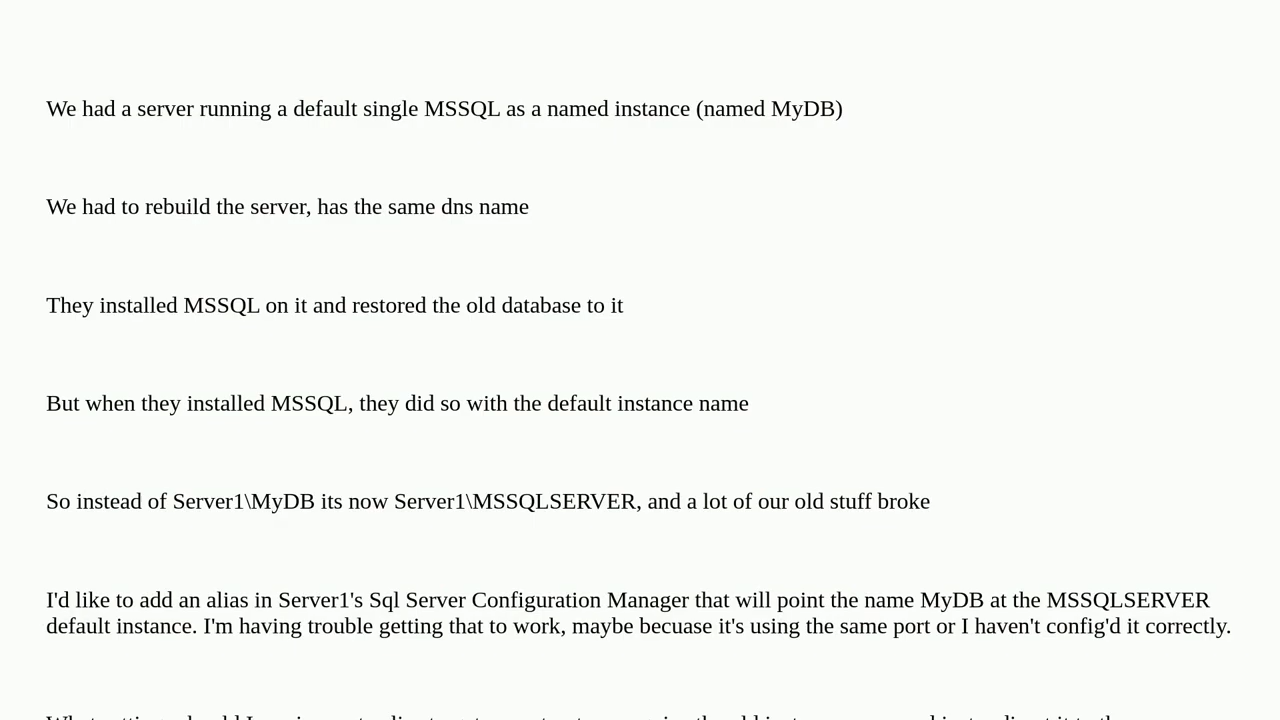 We had a server running a default single MSSQL as a named instance (named MyDB)
We had to rebuild the server, has the same dns name
They installed MSSQL on it and restored the old database to it
But when they installed MSSQL, they did so with the default instance name
So instead of Server1\MyDB its now Server1\MSSQLSERVER, and a lot of our old stuff broke
I'd like to add an alias in Server1's Sql Server Configuration Manager that will point the name MyDB at the MSSQLSERVER
default instance. I'm having trouble getting that to work, maybe becuase it's using the same port or I haven't config'd it correctly.